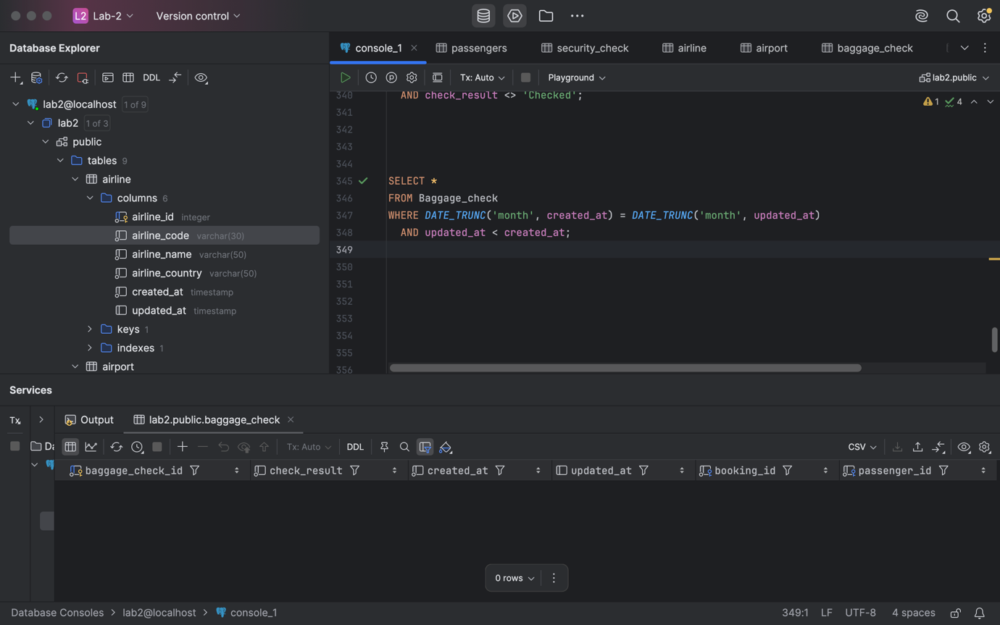 L2 Lab-2 Version control
Database Explorer
console_1 passengers security_check airline airport baggage_check
DDL
Tx: Auto Playground lab2.public
lab2@localhost 1 of 9
lab2 1 of 3
public
tables 9
airline
columns 6
airline_id integer
airline_code varchar(30)
airline_name varchar(50)
airline_country varchar(50)
created_at timestamp
updated_at timestamp
keys 1
indexes 1
airport
1 4
340 AND check_result <> 'Checked';
341
342
343
344
345 SELECT *
346 FROM Baggage_check
347 WHERE DATE_TRUNC('month', created_at) = DATE_TRUNC('month', updated_at)
348 AND updated_at < created_at;
349
350
351
352
353
354
355
356
Services
Tx Output lab2.public.baggage_check
Da
Tx: Auto DDL CSV
baggage_check_id check_result created_at updated_at booking_id passenger_id
0 rows
Database Consoles > lab2@localhost > console_1 349:1 LF UTF-8 4 spaces